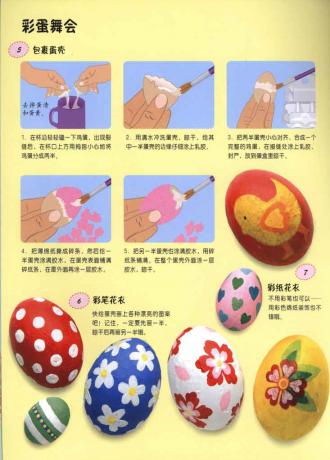 彩蛋舞会
5 包裹蛋壳
去掉蛋清
和蛋黄。
1. 在杯边轻轻磕一下鸡蛋,出现裂
缝后,在杯口上方用拇指小心地将
鸡蛋分成两半。
2. 用清水冲洗蛋壳,晾干。给其
中一半蛋壳的边缘仔细涂上乳胶。
3. 把两半蛋壳小心对齐,合成一个
完整的鸡蛋,在接缝处涂上乳胶,
封严,放到蛋盒里晾干。
4. 把薄绵纸撕成碎条,然后给一
半蛋壳涂满胶水,在蛋壳表面铺满
碎纸条,在最外面再涂一层胶水。
5. 把另一半蛋也涂满胶水,用碎
纸条铺满,在整个蛋壳外面涂一层
胶水,晾干。
7
彩纸花衣
不用彩笔也可以——
用彩色绵纸装饰也不
错哦。
6 彩笔花衣
快给蛋壳画上各种漂亮的图案
吧!记住,一定要先画一半,
晾干后再画另一半哦。